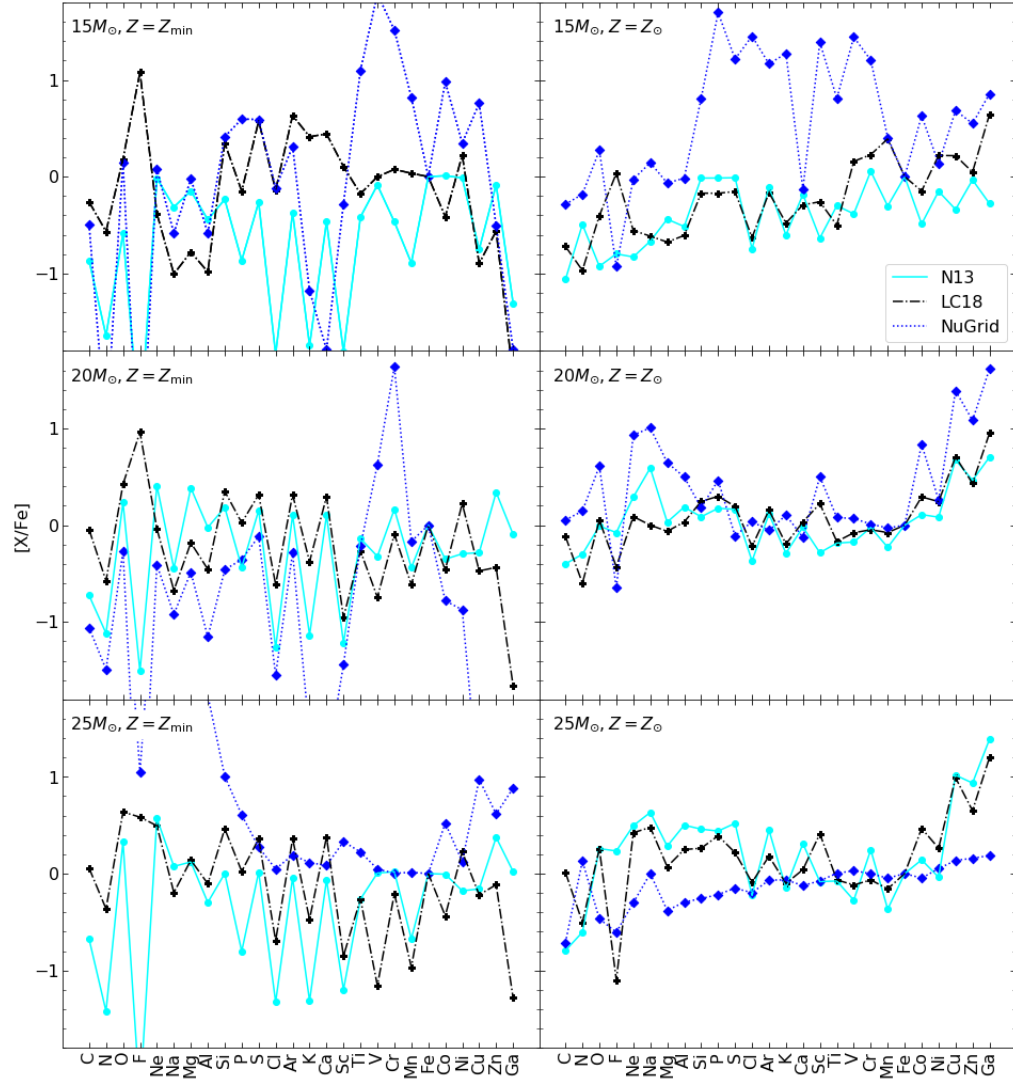 15M⊙, Z = Zmin
15M⊙, Z = Z⊙
1
0
−1
N13
LC18
NuGrid
20M⊙, Z = Zmin
20M⊙, Z = Z⊙
1
0
−1
[X/Fe]
25M⊙, Z = Zmin
25M⊙, Z = Z⊙
1
0
−1
C N O F Ne Na Mg Al Si P S Cl Ar K Ca Sc Ti V Cr Mn Fe Co Ni Cu Zn Ga
C N O F Ne Na Mg Al Si P S Cl Ar K Ca Sc Ti V Cr Mn Fe Co Ni Cu Zn Ga